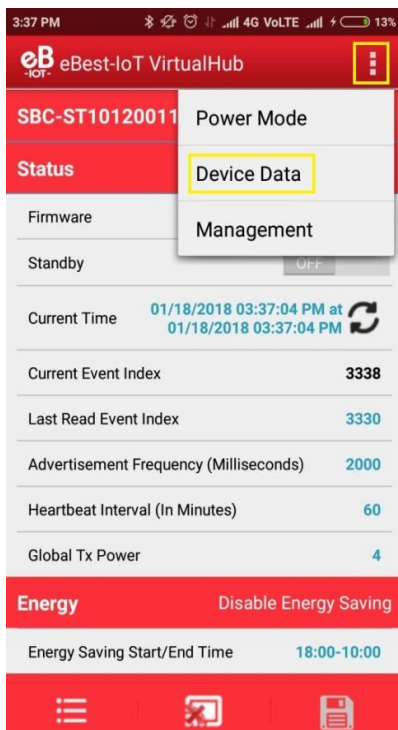 3:37 PM 4G VoLTE 13%
eB
-IOT-
eBest-IoT VirtualHub
SBC-ST10120011
Power Mode
Status
Device Data
Firmware
Management
Standby
OFF
Current Time
01/18/2018 03:37:04 PM at
01/18/2018 03:37:04 PM
Current Event Index 3338
Last Read Event Index 3330
Advertisement Frequency (Milliseconds) 2000
Heartbeat Interval (In Minutes) 60
Global Tx Power 4
Energy Disable Energy Saving
Energy Saving Start/End Time 18:00-10:00